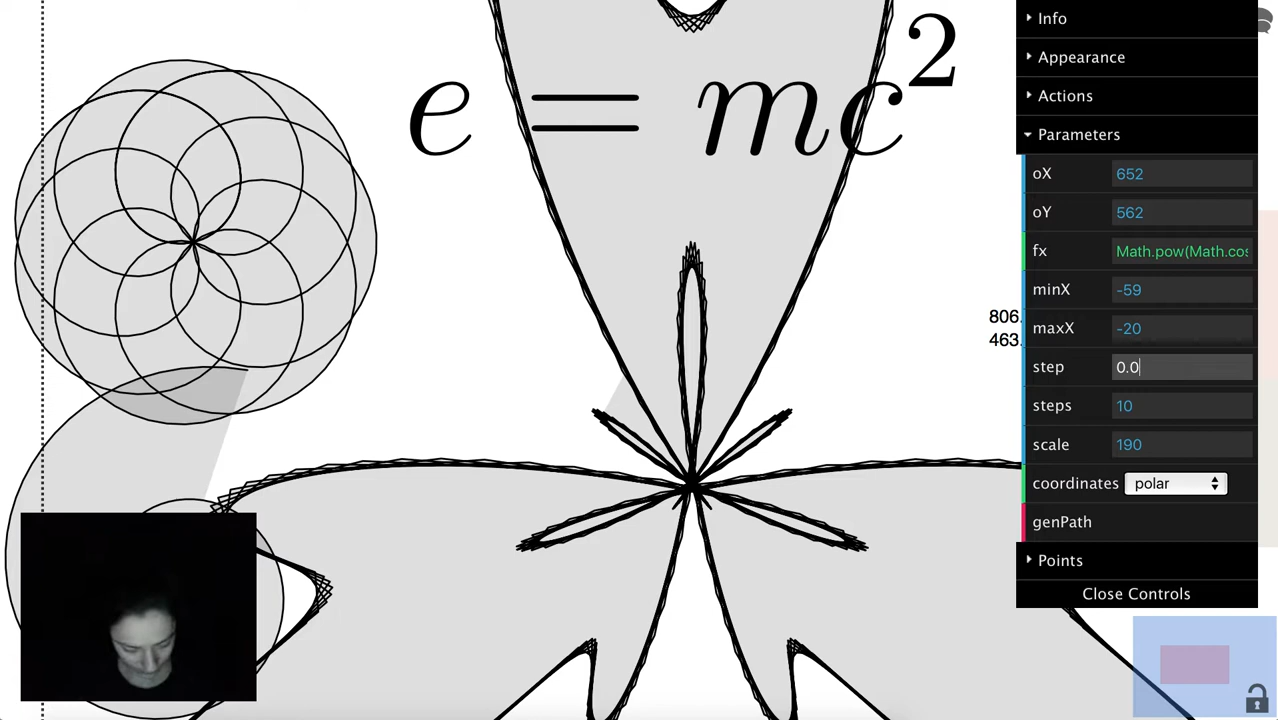 e = mc²
806.
463.
Info
Appearance
Actions
Parameters
oX 652
oY 562
fx Math.pow(Math.cos
minX -59
maxX -20
step 0.0
steps 10
scale 190
coordinates polar
genPath
Points
Close Controls